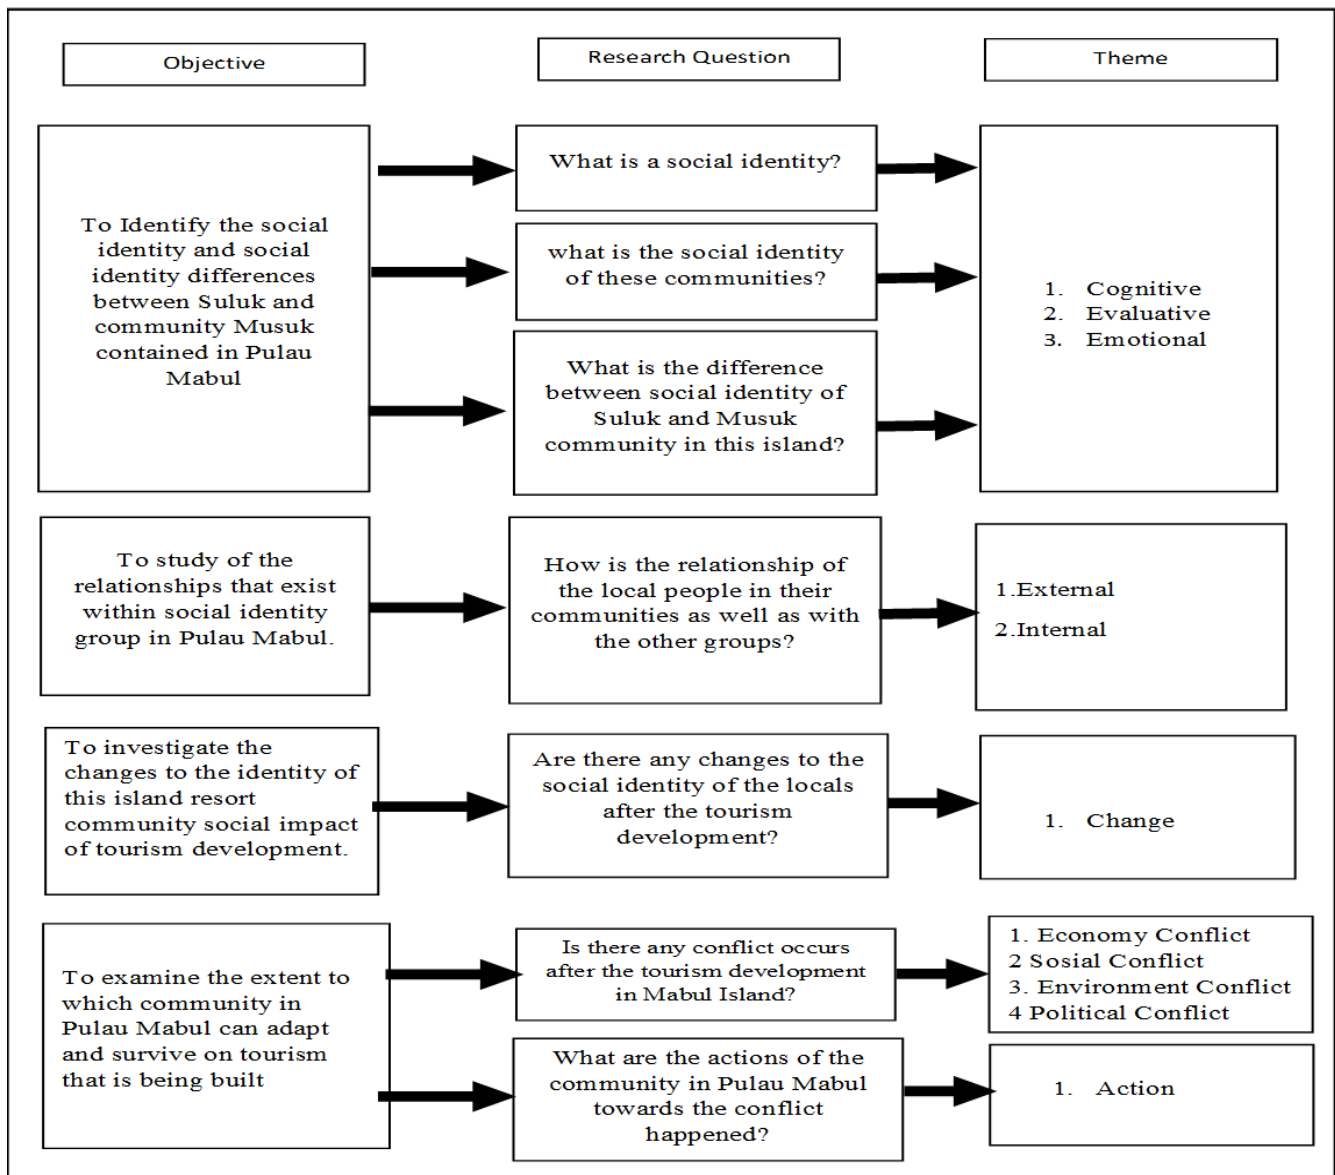 Objective
Research Question
Theme
To Identify the social
identity and social
identity differences
between Suluk and
community Musuk
contained in Pulau
Mabul
What is a social identity?
what is the social identity
of these communities?
What is the difference
between social identity of
Suluk and Musuk
community in this island?
1. Cognitive
2. Evaluative
3. Emotional
To study of the
relationships that exist
within social identity
group in Pulau Mabul.
How is the relationship of
the local people in their
communities as well as with
the other groups?
1.External
2.Internal
To investigate the
changes to the identity of
this island resort
community social impact
of tourism development.
Are there any changes to the
social identity of the locals
after the tourism
development?
1. Change
To examine the extent to
which community in
Pulau Mabul can adapt
and survive on tourism
that is being built
Is there any conflict occurs
after the tourism development
in Mabul Island?
1. Economy Conflict
2 Sosial Conflict
3. Environment Conflict
4 Political Conflict
What are the actions of the
community in Pulau Mabul
towards the conflict
happened?
1. Action